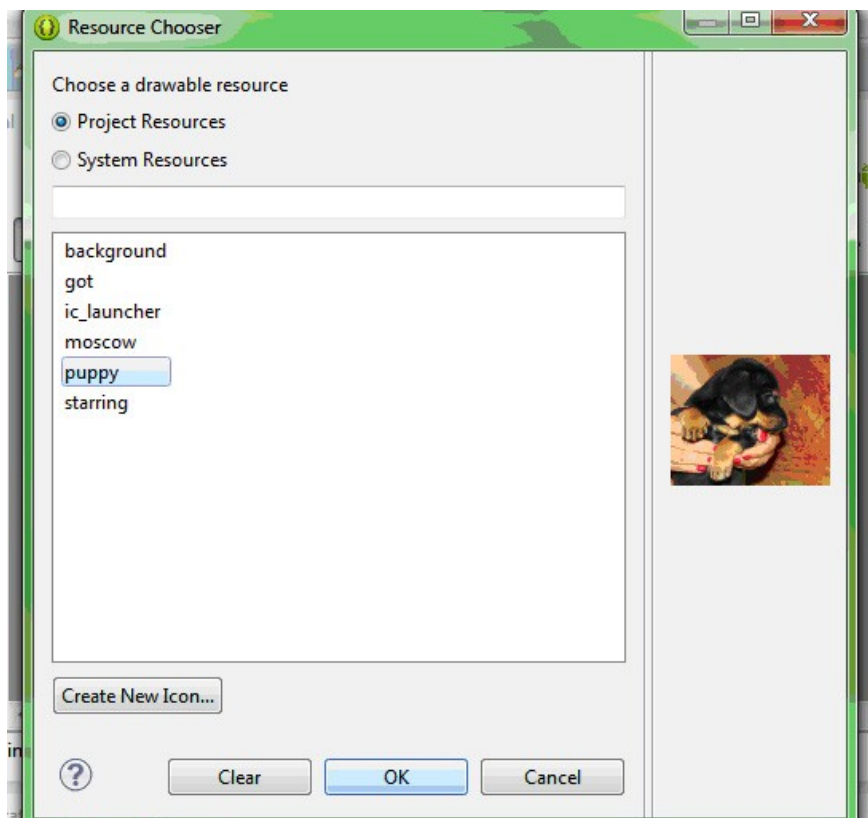 Resource Chooser
Choose a drawable resource
Project Resources
System Resources
background
got
ic_launcher
moscow
puppy
starring
Create New Icon...
Clear
OK
Cancel